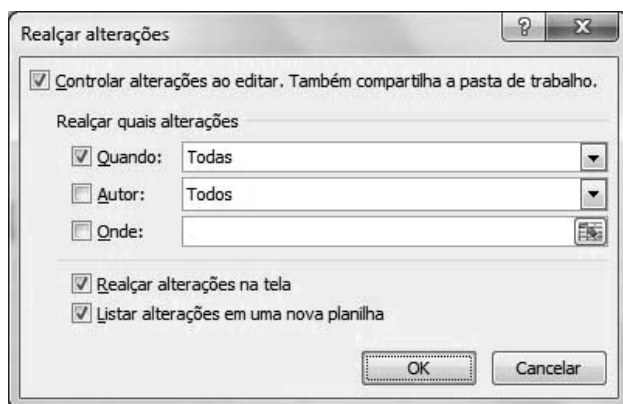 Realçar alterações
Controlar alterações ao editar. Também compartilha a pasta de trabalho.
Realçar quais alterações
Quando: Todas
Autor: Todos
Onde:
Realçar alterações na tela
Listar alterações em uma nova planilha
OK Cancelar